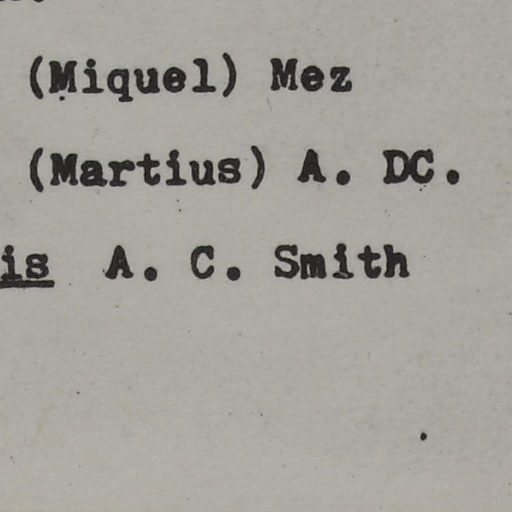 (Miquel) Mez
(Martius) A. DC.
is A. C. Smith